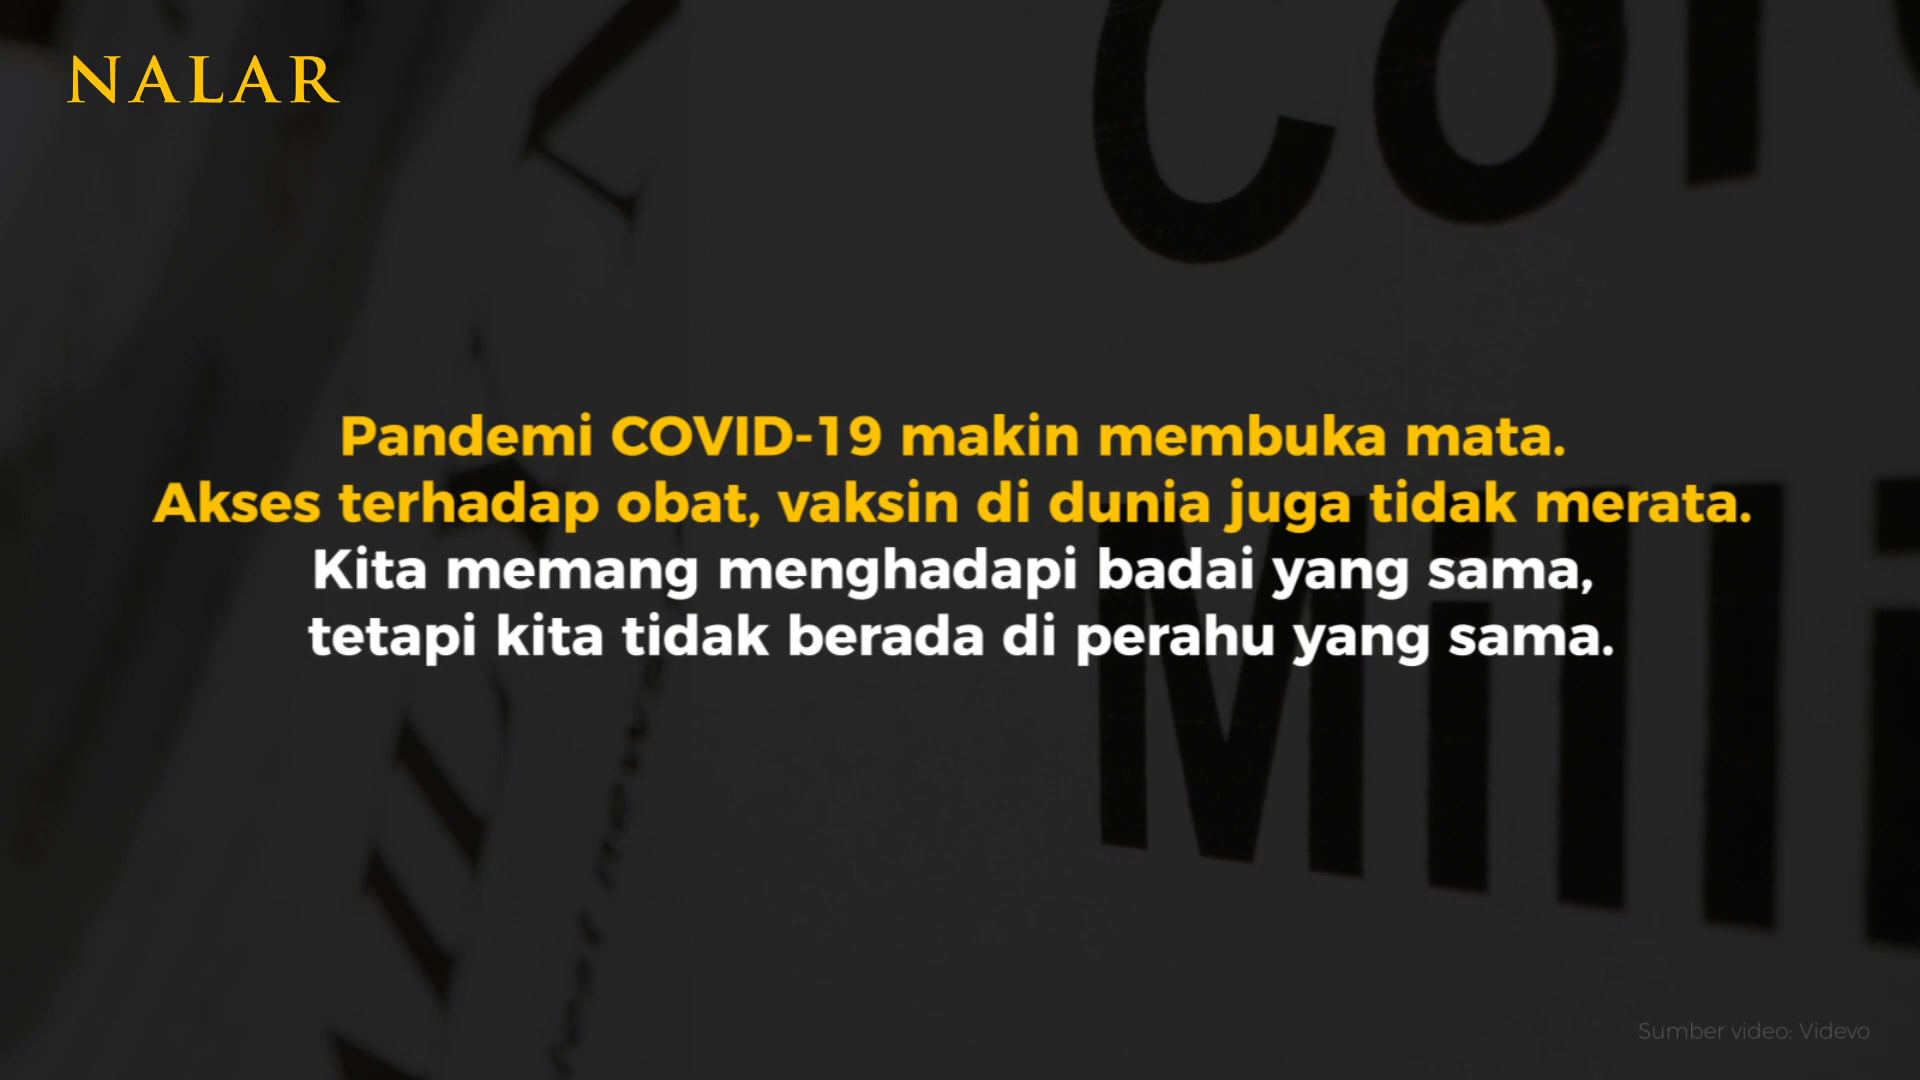 NALAR
Pandemi COVID-19 makin membuka mata.
Akses terhadap obat, vaksin di dunia juga tidak merata.
Kita memang menghadapi badai yang sama,
tetapi kita tidak berada di perahu yang sama.
Sumber video: Videvo